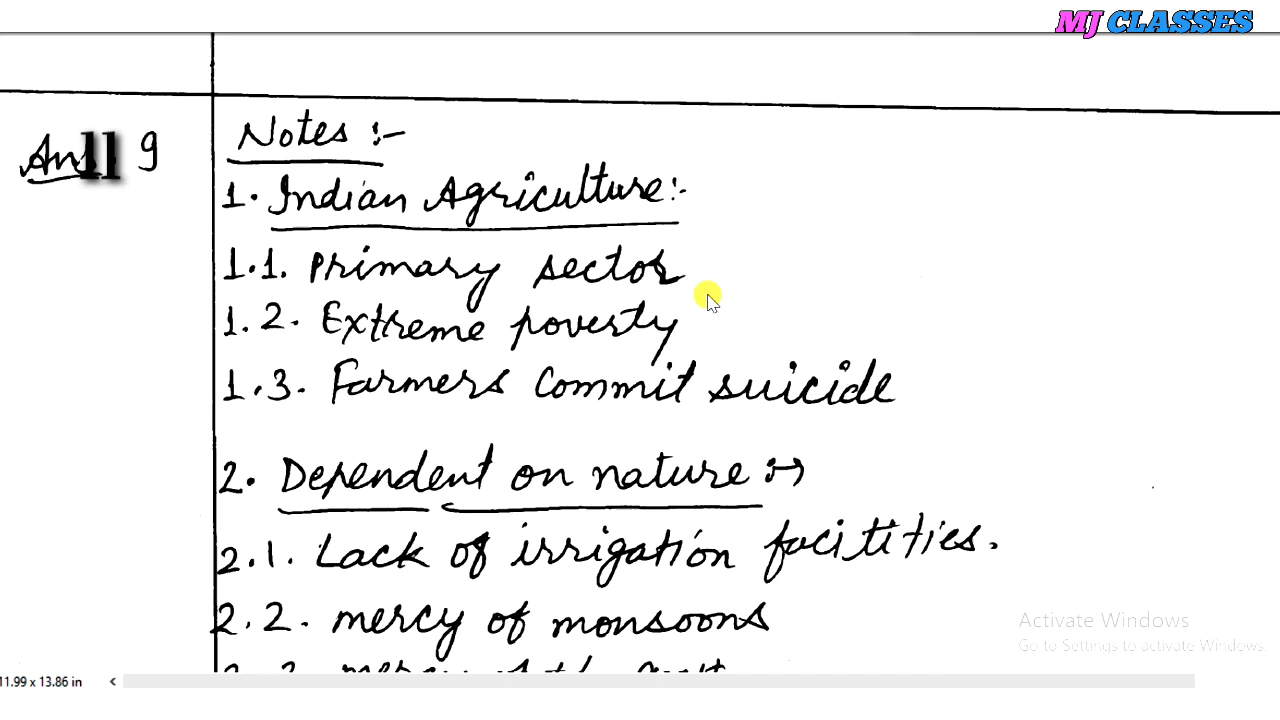 MJ CLASSES
Ans 11 9
Notes :-
1. Indian Agriculture:-
1.1. Primary sector
1.2. Extreme poverty
1.3. Farmers Commit suicide
2. Dependent on nature :->
2.1. Lack of irrigation facitities.
2.2. mercy of monsoons
Activate Windows
Go to Settings to activate Windows.
11.99 x 13.86 in